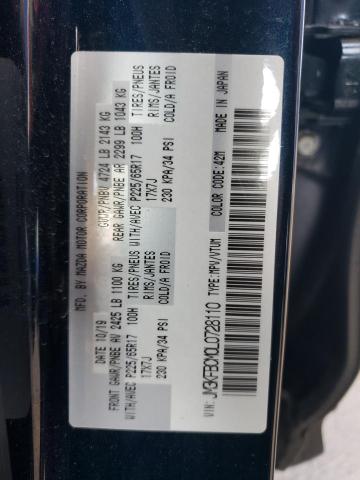 MFD. BY MAZDA MOTOR CORPORATION
DATE 10/19 GVWR/PNBV 4724 LB 2143 KG
FRONT GAWR/PNBE AV 2425 LB 1100 KG REAR GAWR/PNBE AR 2299 LB 1043 KG
WITH/AVEC P225/65R17 100H TIRES/PNEUS WITH/AVEC P225/65R17 100H TIRES/PNEUS
17X7J RIMS/JANTES 17X7J RIMS/JANTES
230 KPA/34 PSI COLD/A FROID 230 KPA/34 PSI COLD/A FROID
VIN: JM3KFBCM0L0728110 TYPE:MPV/VTUM COLOR CODE:42M MADE IN JAPAN